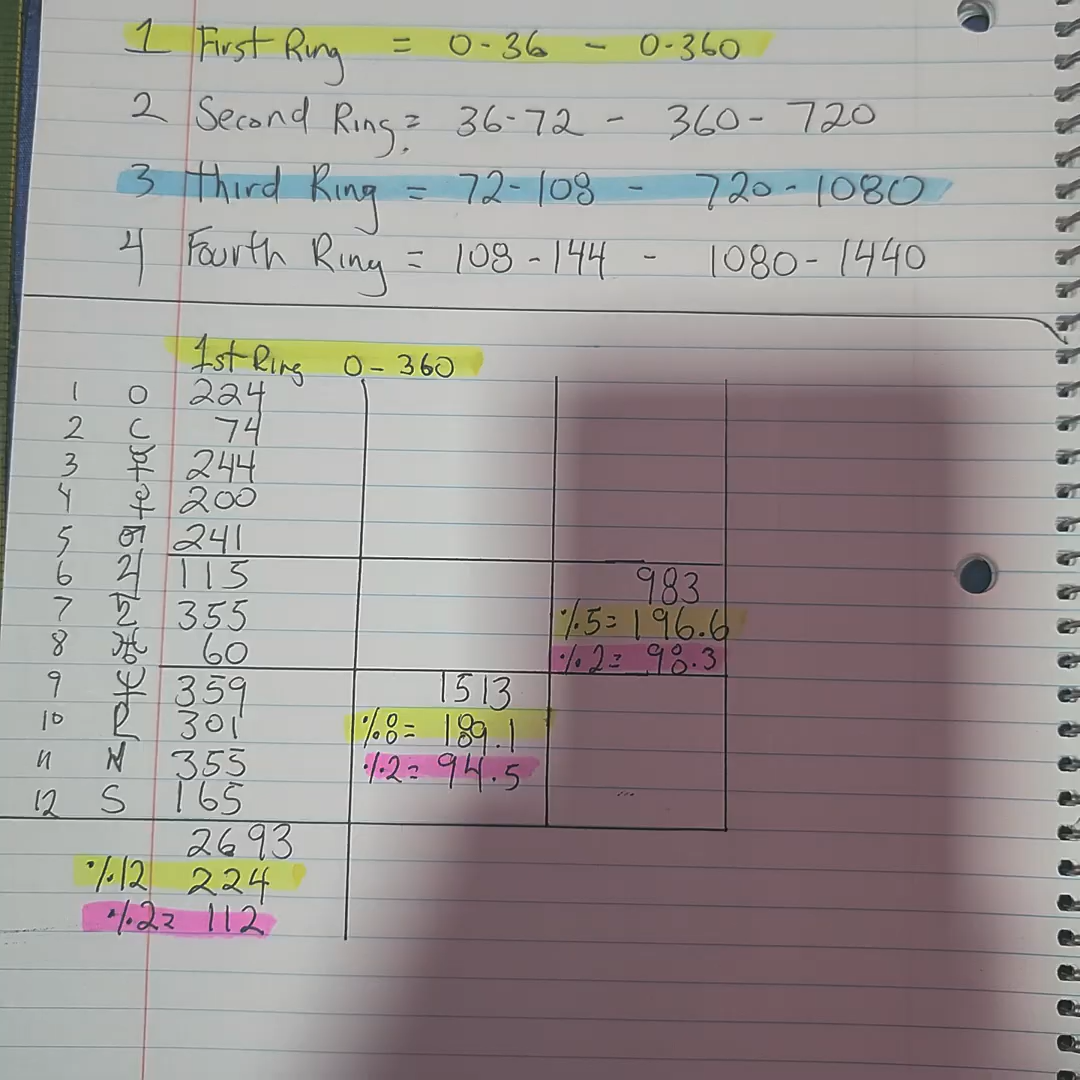 1 First Ring = 0-36 - 0-360
2 Second Ring = 36-72 - 360-720
3 Third Ring = 72-108 - 720-1080
4 Fourth Ring = 108-144 - 1080-1440
1st Ring 0-360
1 O 224
2 C 74
3 ☿ 244
4 ♀ 200
5 ♂ 241
6 ♃ 115 983
7 ♄ 355 ٪5= 196.6
8 ♅ 60 ٪2= 98.3
9 ♆ 359 1513
10 P 301 ٪8= 189.1
11 N 355 ٪2= 94.5
12 S 165
2693
٪12 224
٪2= 112